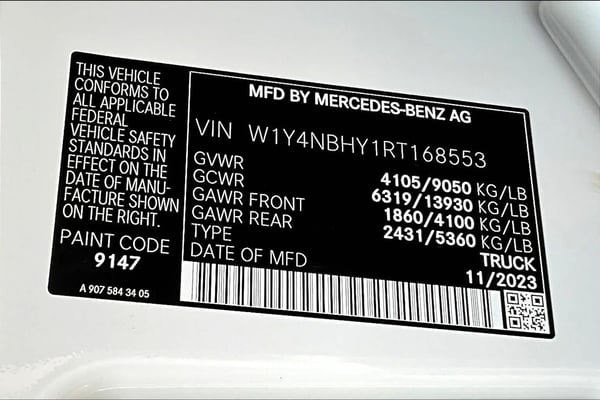 THIS VEHICLE
CONFORMS TO
ALL APPLICABLE
FEDERAL
VEHICLE SAFETY
STANDARDS IN
EFFECT ON THE
DATE OF MANU-
FACTURE SHOWN
ON THE RIGHT.
PAINT CODE
9147
A 907 584 34 05
MFD BY MERCEDES-BENZ AG
VIN W1Y4NBHY1RT168553
GVWR 4105/9050 KG/LB
GCWR 6319/13930 KG/LB
GAWR FRONT 1860/4100 KG/LB
GAWR REAR 2431/5360 KG/LB
TYPE TRUCK
DATE OF MFD 11/2023